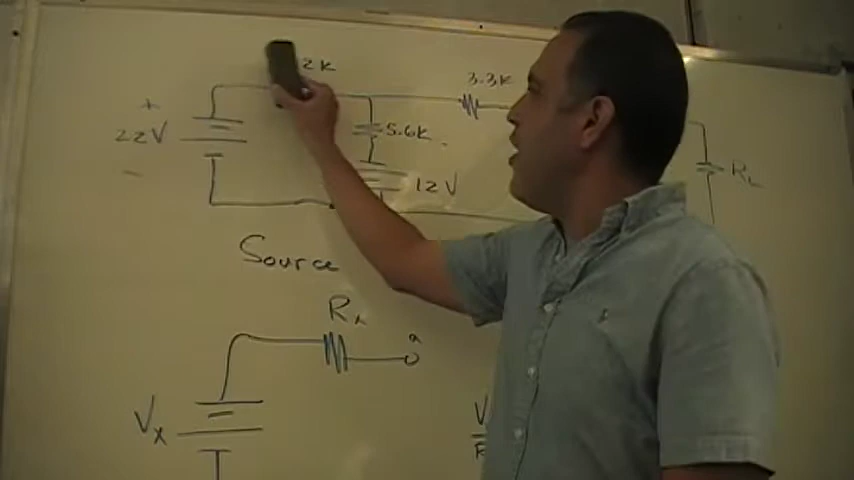 2K
3.3K
+
22V
-
5.6K
12V
RL
Source
Rx
a
Vx
V
R